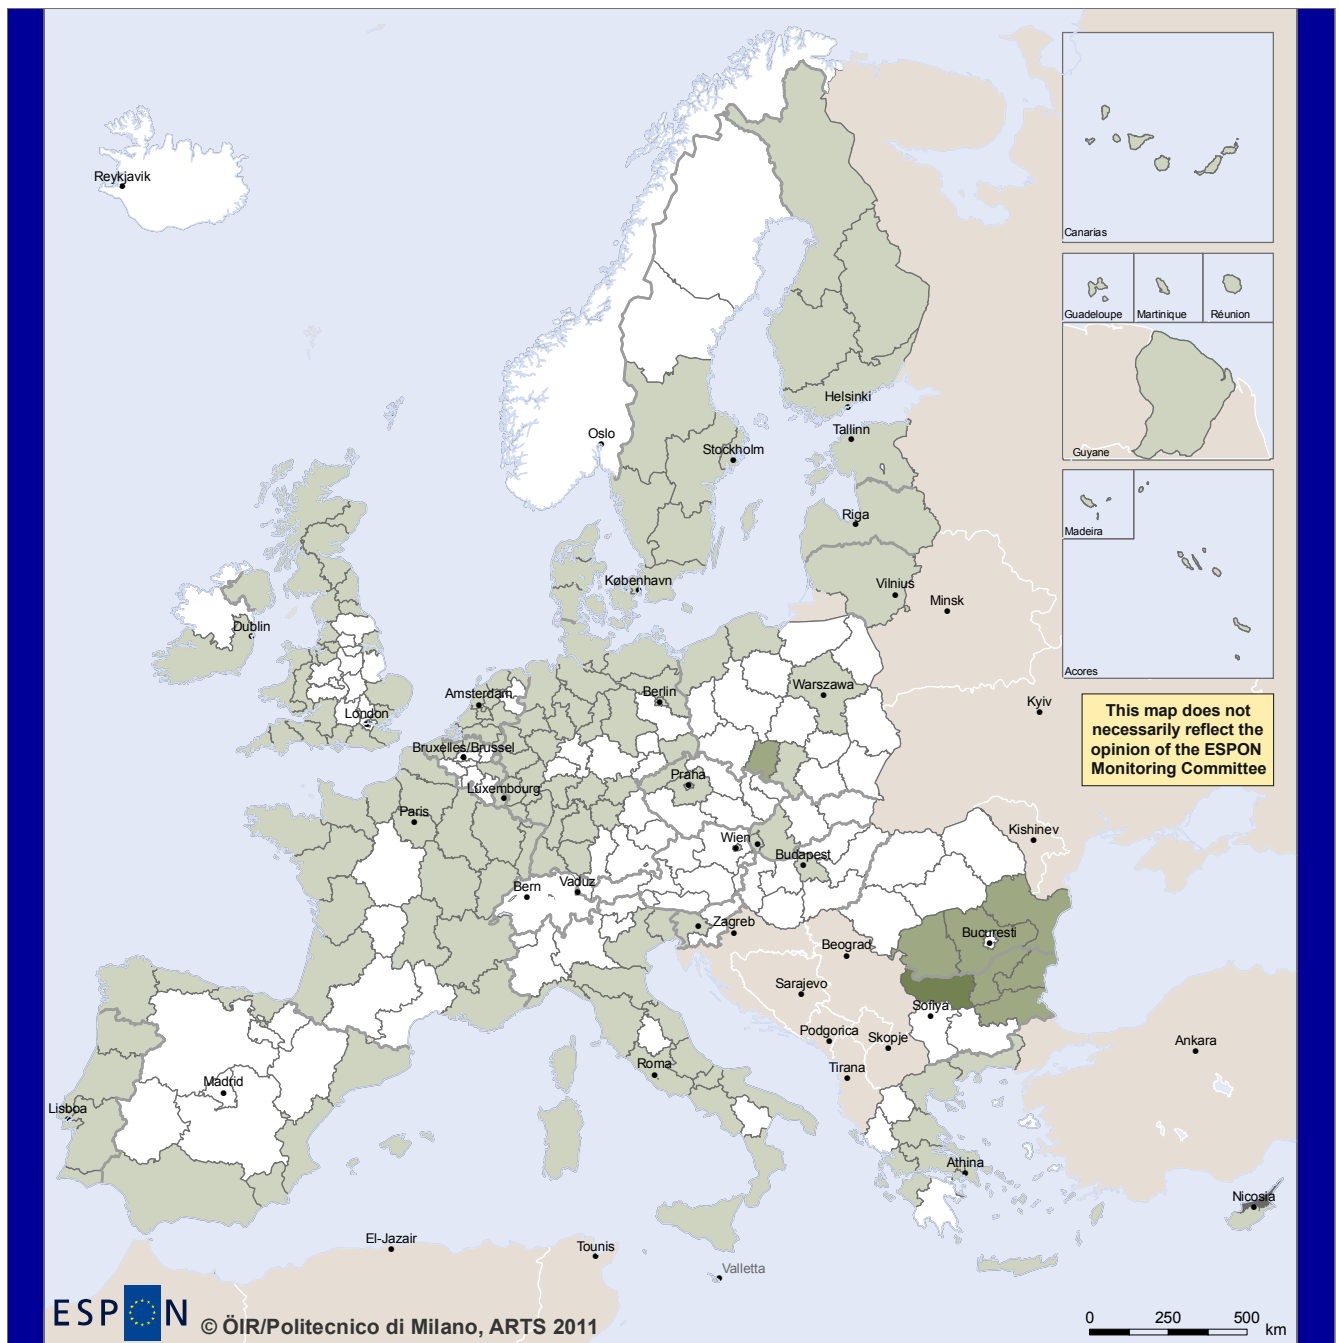 Reykjavik
Canarias
Guadeloupe
Martinique
Réunion
Helsinki
Oslo
Tallinn
Stockholm
Guyane
Riga
Madeira
København
Vilnius
Minsk
Dublin
Acores
Amsterdam
Berlin
Warszawa
Kyiv
London
This map does not
necessarily reflect the
opinion of the ESPON
Monitoring Committee
Bruxelles/Brussel
Praha
Luxembourg
Paris
Kishinev
Wien
Budapest
Bern
Vaduz
Zagreb
Bucuresti
Beograd
Sarajevo
Sofiya
Podgorica
Skopje
Ankara
Roma
Tirana
Madrid
Lisboa
Athina
Nicosia
El-Jazair
Tounis
Valletta
ESPON
© ÖIR/Politecnico di Milano, ARTS 2011
0 250 500
km